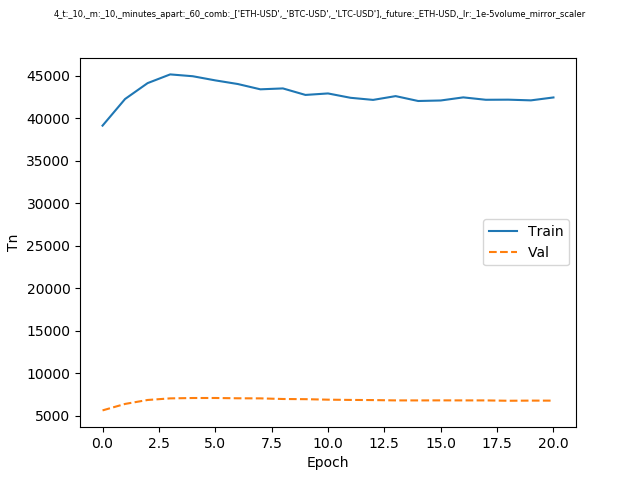 4_t:_10,_m:_10,_minutes_apart:_60_comb:_['ETH-USD',_'BTC-USD',_'LTC-USD'],_future:_ETH-USD,_lr:_1e-5volume_mirror_scaler
45000
40000
35000
30000
25000
20000
15000
10000
5000
Tn
Train
Val
0.0 2.5 5.0 7.5 10.0 12.5 15.0 17.5 20.0
Epoch